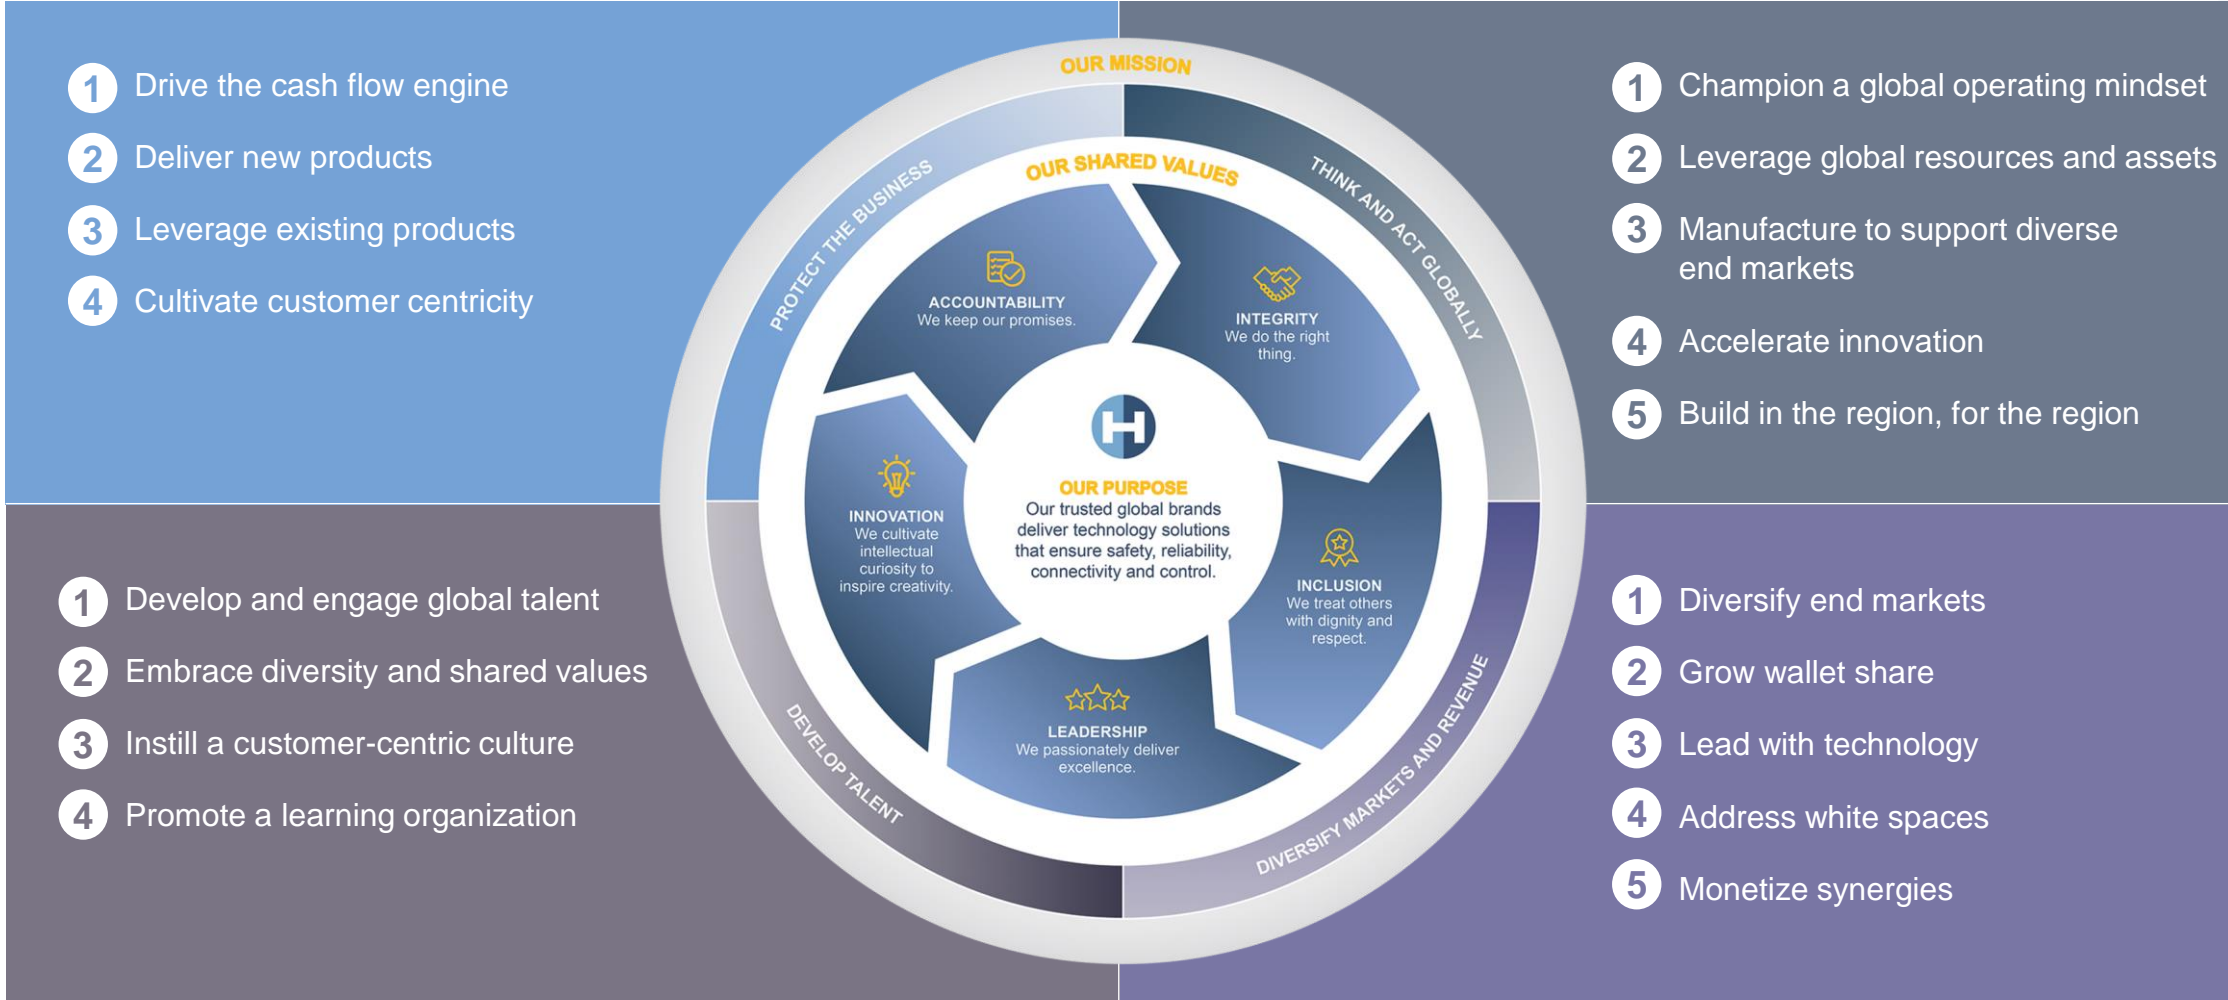 1 Drive the cash flow engine
2 Deliver new products
3 Leverage existing products
4 Cultivate customer centricity
1 Champion a global operating mindset
2 Leverage global resources and assets
3 Manufacture to support diverse
end markets
4 Accelerate innovation
5 Build in the region, for the region
1 Develop and engage global talent
2 Embrace diversity and shared values
3 Instill a customer-centric culture
4 Promote a learning organization
1 Diversify end markets
2 Grow wallet share
3 Lead with technology
4 Address white spaces
5 Monetize synergies
OUR MISSION
PROTECT THE BUSINESS
THINK AND ACT GLOBALLY
DEVELOP TALENT
DIVERSIFY MARKETS AND REVENUE
OUR SHARED VALUES
ACCOUNTABILITY
We keep our promises.
INTEGRITY
We do the right
thing.
INNOVATION
We cultivate
intellectual
curiosity to
inspire creativity.
INCLUSION
We treat others
with dignity and
respect.
LEADERSHIP
We passionately deliver
excellence.
H
OUR PURPOSE
Our trusted global brands
deliver technology solutions
that ensure safety, reliability,
connectivity and control.